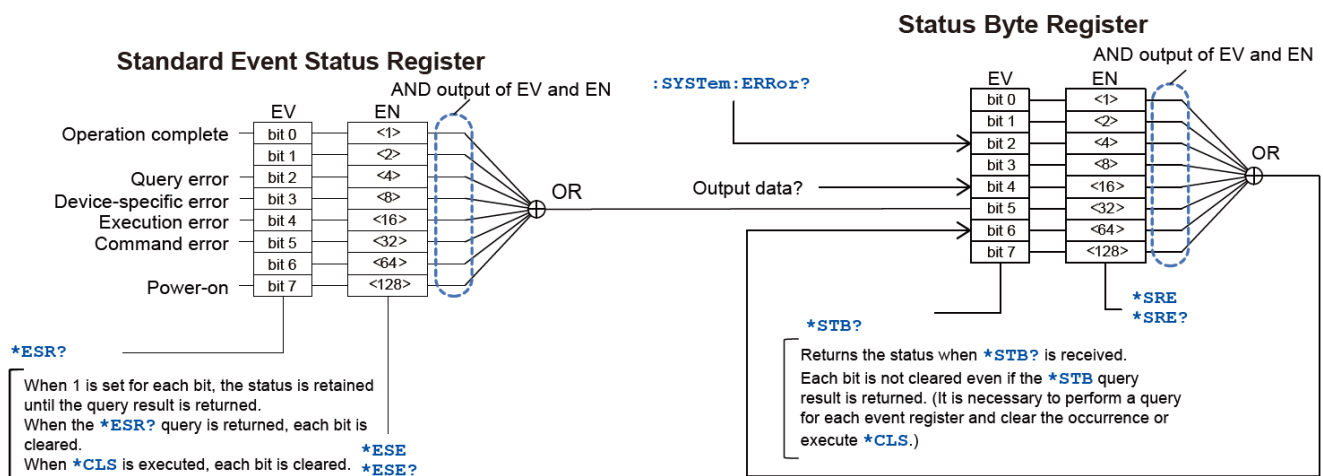 Status Byte Register
Standard Event Status Register
AND output of EV and EN
:SYSTem:ERRor?
AND output of EV and EN
EV EN
Operation complete bit 0 <1>
bit 1 <2>
Query error bit 2 <4>
Device-specific error bit 3 <8>
Execution error bit 4 <16>
Command error bit 5 <32>
bit 6 <64>
Power-on bit 7 <128>
OR
EV EN
bit 0 <1>
bit 1 <2>
bit 2 <4>
bit 3 <8>
Output data? bit 4 <16>
bit 5 <32>
bit 6 <64>
bit 7 <128>
OR
*ESR?
When 1 is set for each bit, the status is retained
until the query result is returned.
When the *ESR? query is returned, each bit is
cleared.
When *CLS is executed, each bit is cleared.
*ESE
*ESE?
*STB?
Returns the status when *STB? is received.
Each bit is not cleared even if the *STB query
result is returned. (It is necessary to perform a query
for each event register and clear the occurrence or
execute *CLS.)
*SRE
*SRE?